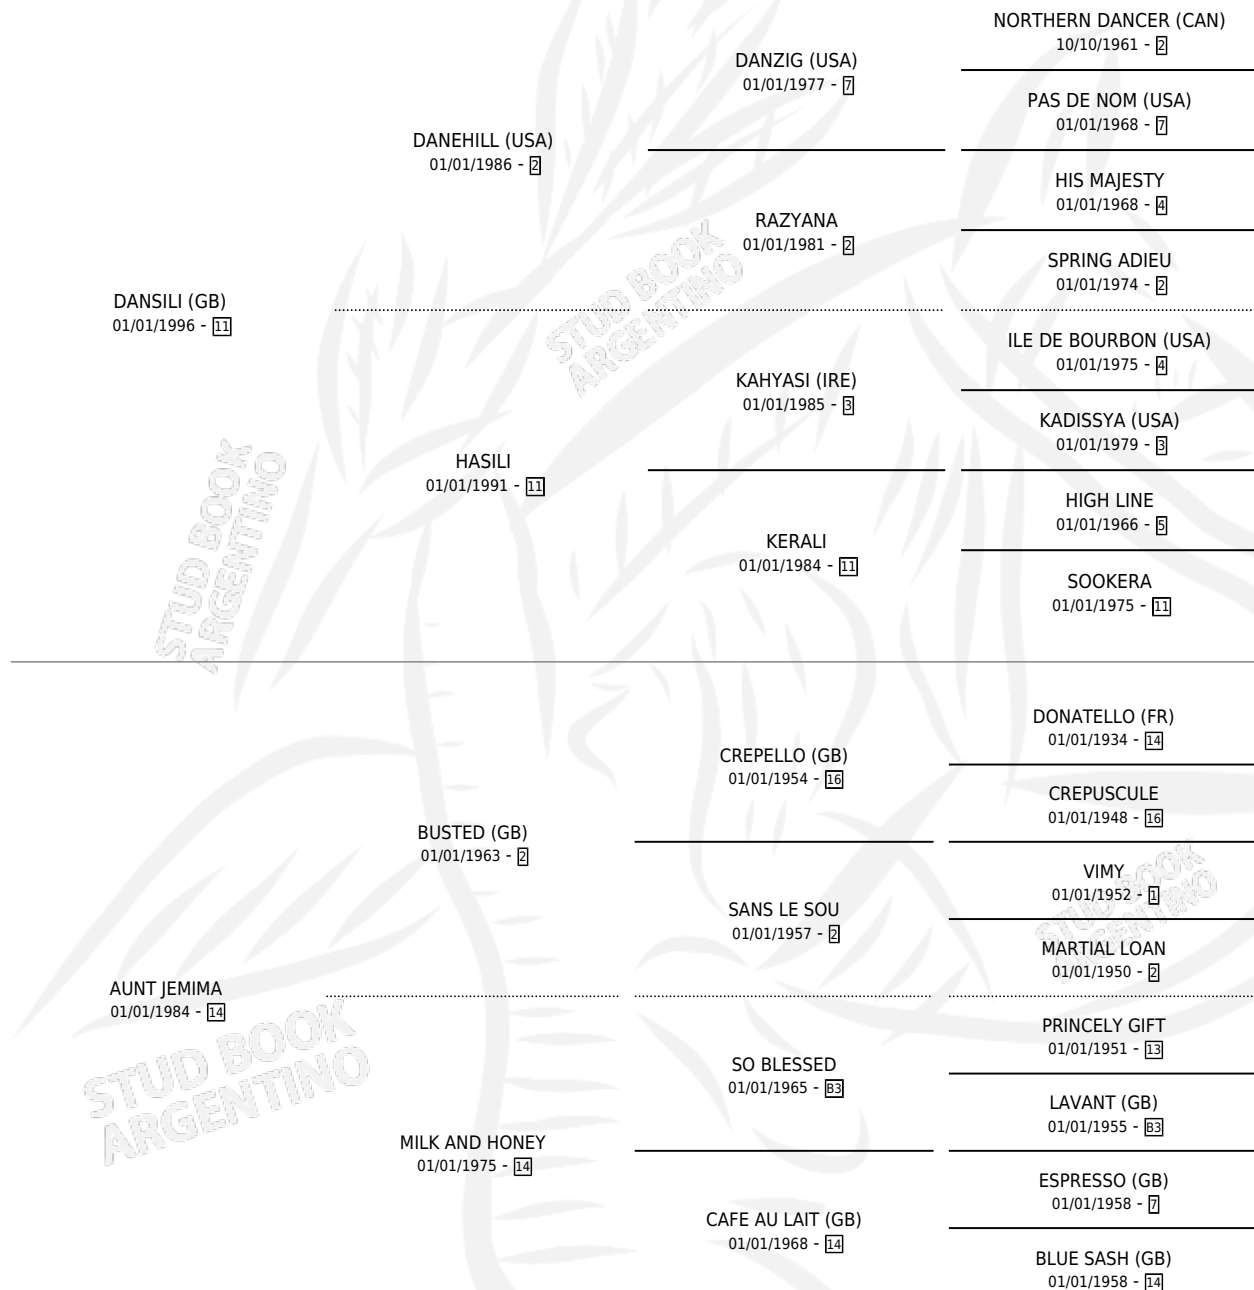 NORTHERN DANCER (CAN)
10/10/1961 - 2
DANZIG (USA)
01/01/1977 - 7
PAS DE NOM (USA)
01/01/1968 - 7
DANEHILL (USA)
01/01/1986 - 2
HIS MAJESTY
01/01/1968 - 4
RAZYANA
01/01/1981 - 2
SPRING ADIEU
01/01/1974 - 2
DANSILI (GB)
01/01/1996 - 11
STUD BOOK
ARGENTINO
ILE DE BOURBON (USA)
01/01/1975 - 4
KAHYASI (IRE)
01/01/1985 - 3
KADISSYA (USA)
01/01/1979 - 3
HASILI
01/01/1991 - 11
HIGH LINE
01/01/1966 - 5
KERALI
01/01/1984 - 11
SOOKERA
01/01/1975 - 11
STUD BOOK
ARGENTINO
DONATELLO (FR)
01/01/1934 - 14
CREPELLO (GB)
01/01/1954 - 16
CREPUSCULE
01/01/1948 - 16
BUSTED (GB)
01/01/1963 - 2
VIMY
01/01/1952 - 1
SANS LE SOU
01/01/1957 - 2
STUD BOOK
ARGENTINO
MARTIAL LOAN
01/01/1950 - 2
AUNT JEMIMA
01/01/1984 - 14
PRINCELY GIFT
01/01/1951 - 13
SO BLESSED
01/01/1965 - B3
LAVANT (GB)
01/01/1955 - B3
STUD BOOK
ARGENTINO
MILK AND HONEY
01/01/1975 - 14
ESPRESSO (GB)
01/01/1958 - 7
CAFE AU LAIT (GB)
01/01/1968 - 14
BLUE SASH (GB)
01/01/1958 - 14